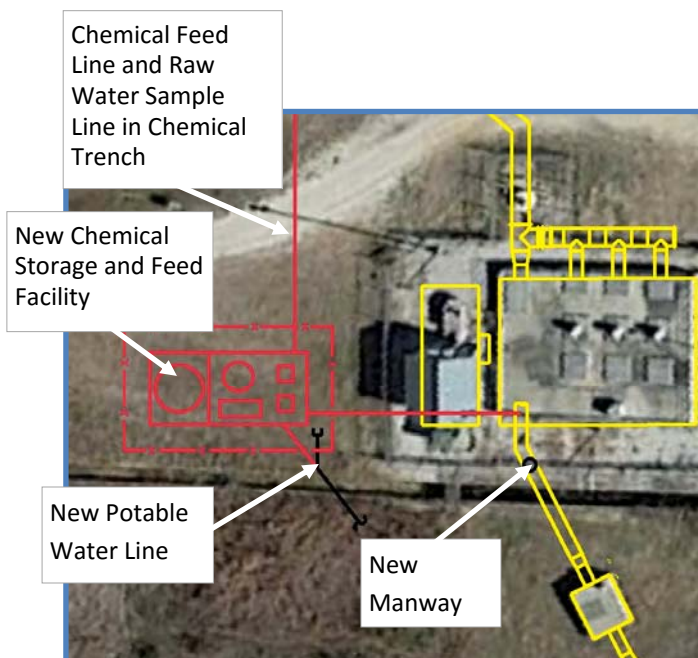 Chemical Feed
Line and Raw
Water Sample
Line in Chemical
Trench
New Chemical
Storage and Feed
Facility
New Potable
Water Line
New
Manway